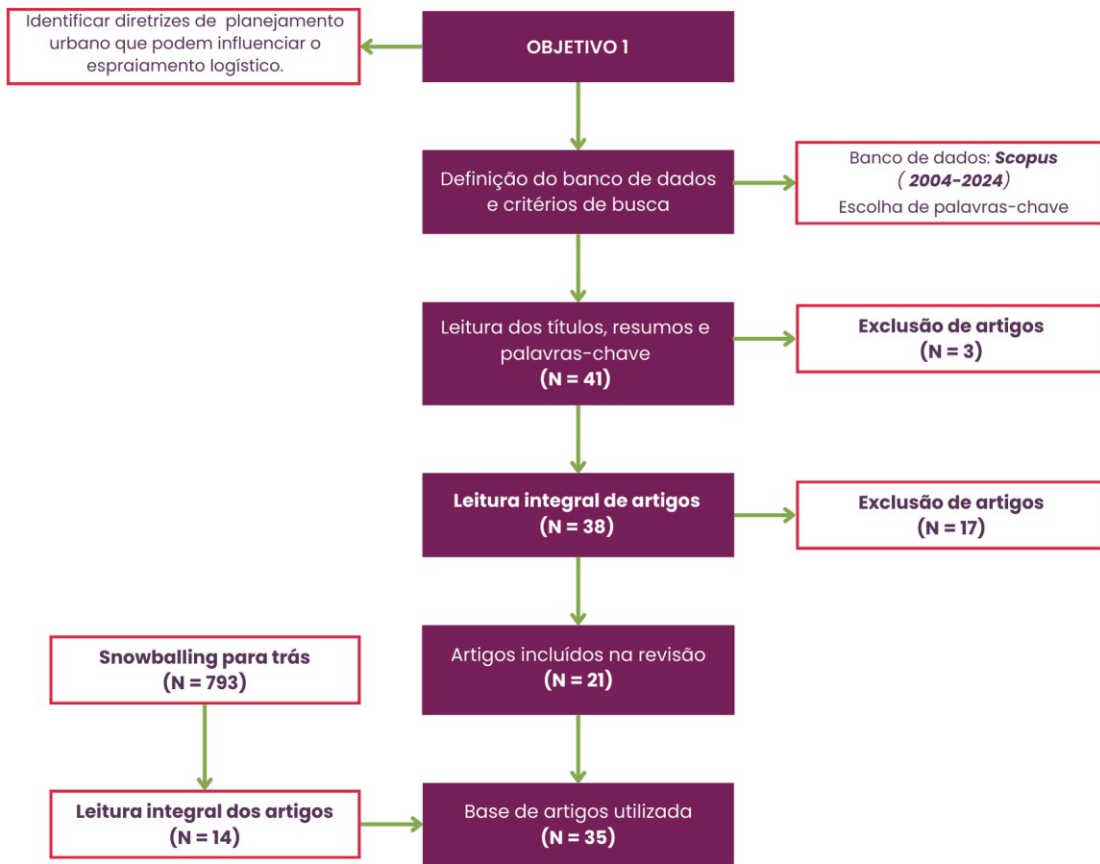 Identificar diretrizes de planejamento
urbano que podem influenciar o
espraiamento logístico.
OBJETIVO 1
Definição do banco de dados
e critérios de busca
Banco de dados: Scopus
( 2004-2024)
Escolha de palavras-chave
Leitura dos títulos, resumos e
palavras-chave
(N = 41)
Exclusão de artigos
(N = 3)
Leitura integral de artigos
(N = 38)
Exclusão de artigos
(N = 17)
Artigos incluídos na revisão
(N = 21)
Snowballing para trás
(N = 793)
Leitura integral dos artigos
(N = 14)
Base de artigos utilizada
(N = 35)